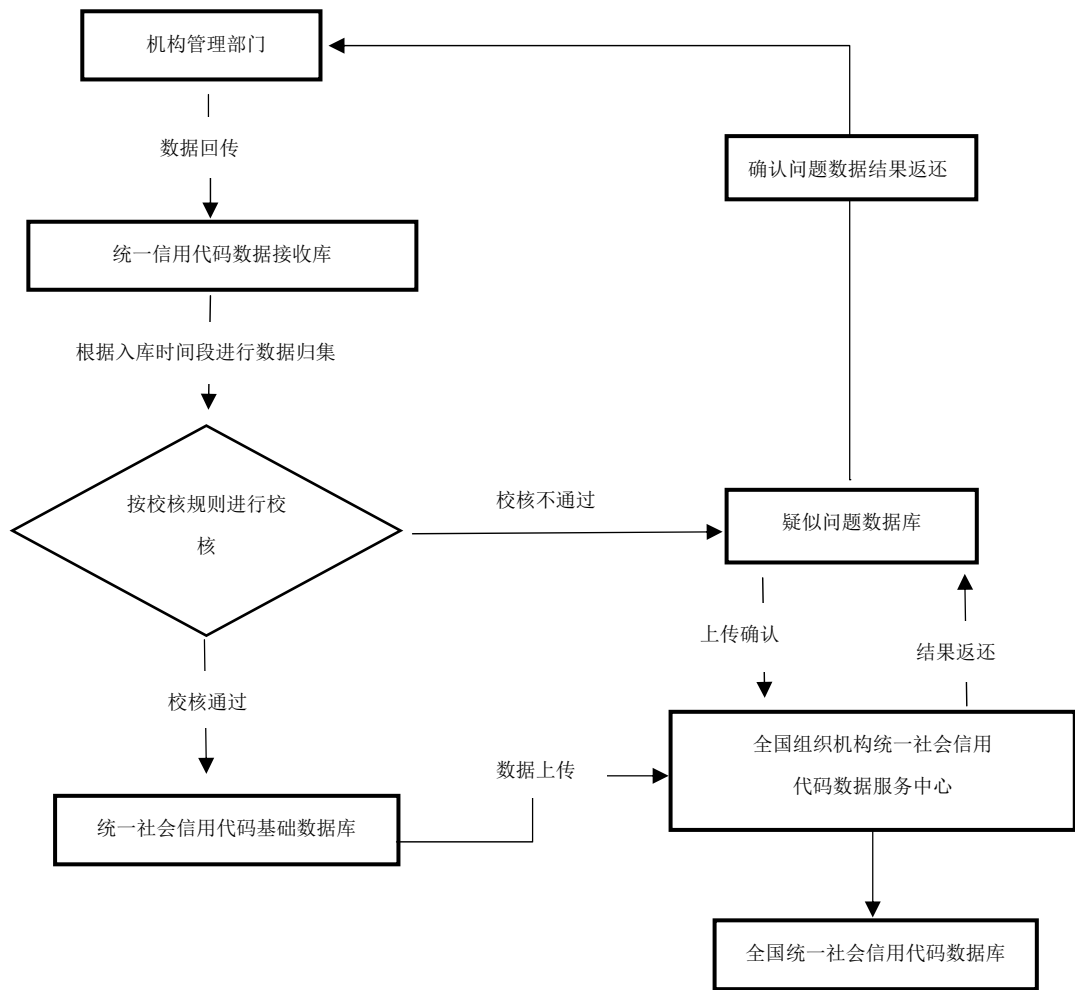 机构管理部门
数据回传
确认问题数据结果返还
统一信用代码数据接收库
根据入库时间段进行数据归集
按校核规则进行校
核
校核不通过
疑似问题数据库
上传确认
结果返还
校核通过
全国组织机构统一社会信用
代码数据服务中心
数据上传
统一社会信用代码基础数据库
全国统一社会信用代码数据库